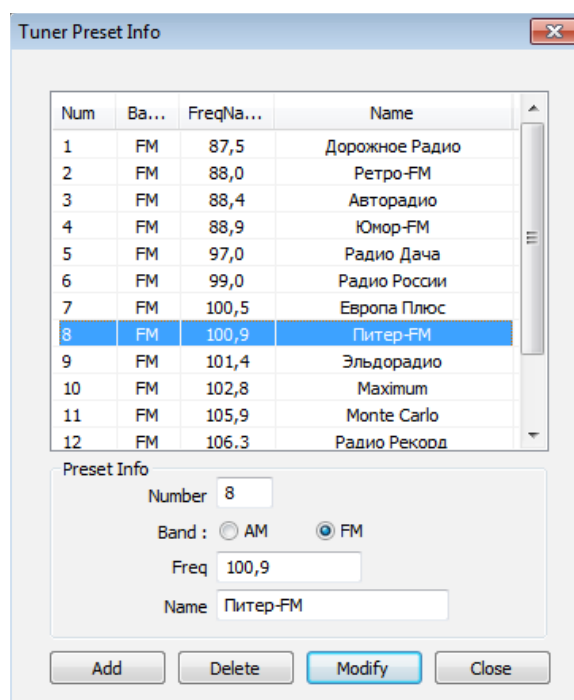 Tuner Preset Info
Num Ba... FreqNa... Name
1 FM 87,5 Дорожное Радио
2 FM 88,0 Ретро-FM
3 FM 88,4 Авторадио
4 FM 88,9 Юмор-FM
5 FM 97,0 Радио Дача
6 FM 99,0 Радио России
7 FM 100,5 Европа Плюс
8 FM 100,9 Питер-FM
9 FM 101,4 Эльдорадио
10 FM 102,8 Maximum
11 FM 105,9 Monte Carlo
12 FM 106,3 Радио Рекорд
Preset Info
Number 8
Band : AM FM
Freq 100,9
Name Питер-FM
Add Delete Modify Close